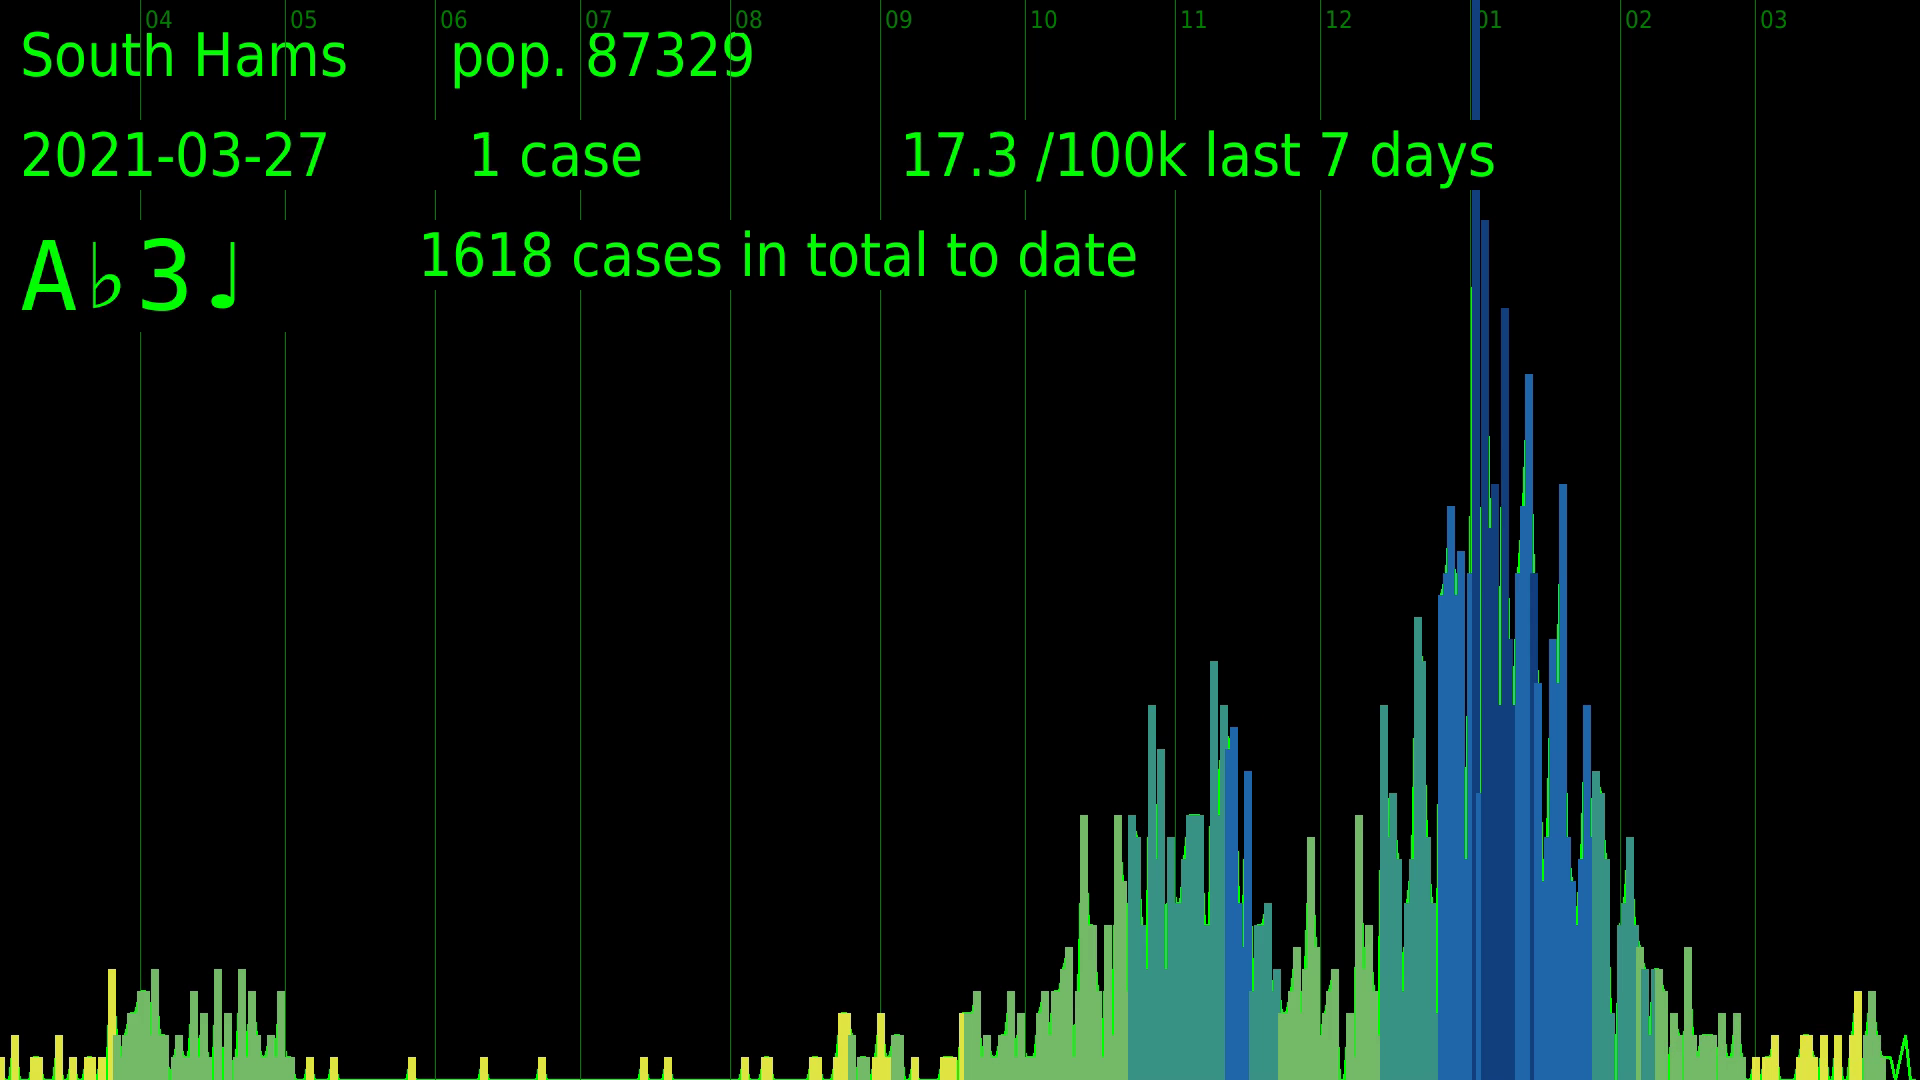 04 05 06 07 08 09 10 11 12 01 02 03
South Hams pop. 87329
2021-03-27 1 case 17.3 /100k last 7 days
A♭3♩ 1618 cases in total to date